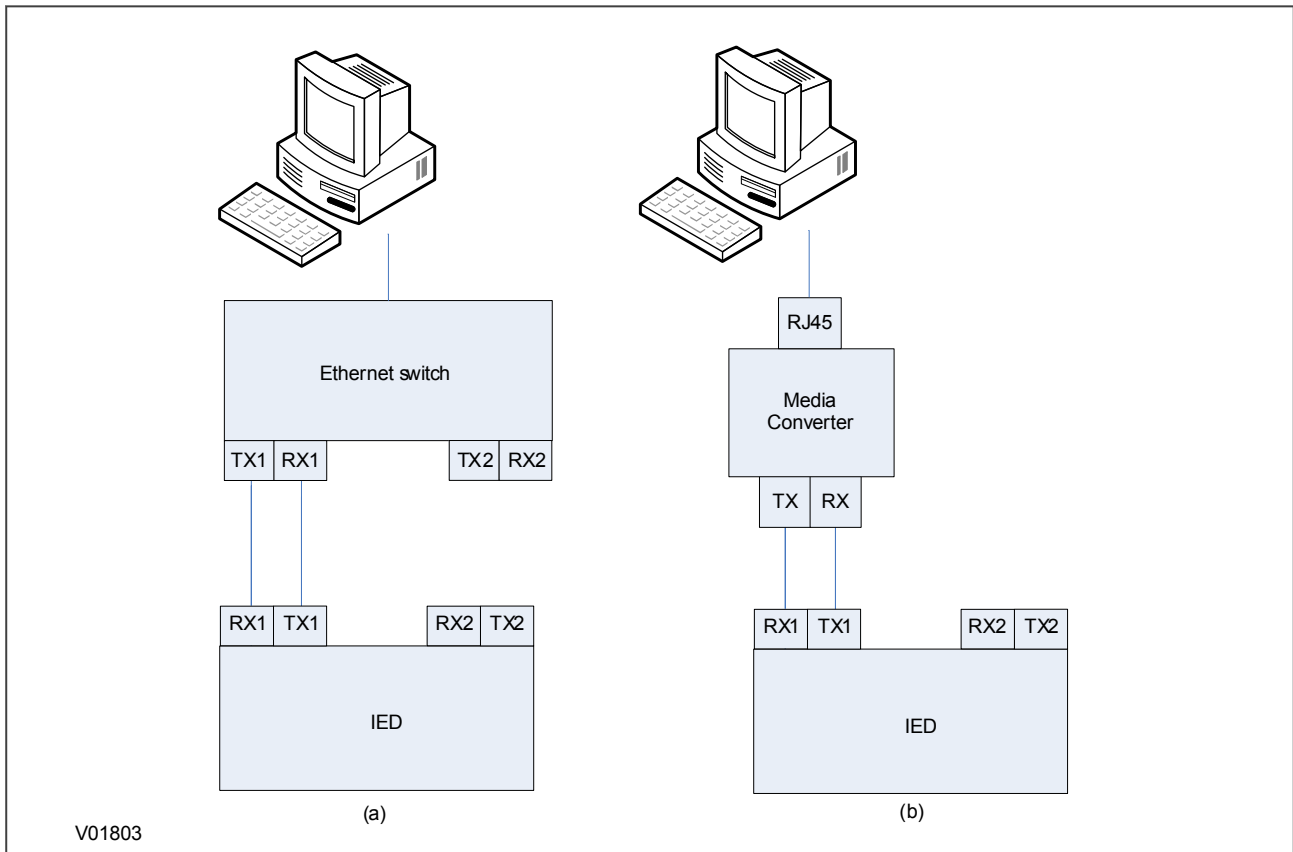 Ethernet switch
TX1 RX1 TX2 RX2
RX1 TX1 RX2 TX2
IED
(a)
RJ45
Media
Converter
TX RX
RX1 TX1 RX2 TX2
IED
(b)
V01803